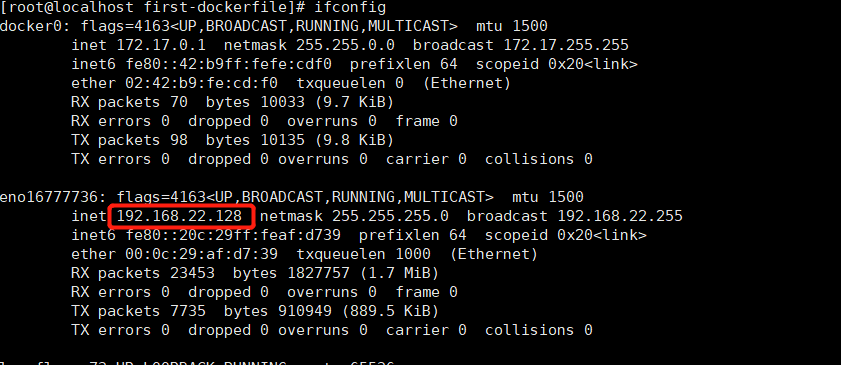 [root@localhost first-dockerfile]# ifconfig
docker0: flags=4163<UP,BROADCAST,RUNNING,MULTICAST>  mtu 1500
inet 172.17.0.1  netmask 255.255.0.0  broadcast 172.17.255.255
inet6 fe80::42:b9ff:fefe:cdf0  prefixlen 64  scopeid 0x20<link>
ether 02:42:b9:fe:cd:f0  txqueuelen 0  (Ethernet)
RX packets 70  bytes 10033 (9.7 KiB)
RX errors 0  dropped 0  overruns 0  frame 0
TX packets 98  bytes 10135 (9.8 KiB)
TX errors 0  dropped 0 overruns 0  carrier 0  collisions 0
eno16777736: flags=4163<UP,BROADCAST,RUNNING,MULTICAST>  mtu 1500
inet 192.168.22.128  netmask 255.255.255.0  broadcast 192.168.22.255
inet6 fe80::20c:29ff:feaf:d739  prefixlen 64  scopeid 0x20<link>
ether 00:0c:29:af:d7:39  txqueuelen 1000  (Ethernet)
RX packets 23453  bytes 1827757 (1.7 MiB)
RX errors 0  dropped 0  overruns 0  frame 0
TX packets 7735  bytes 910949 (889.5 KiB)
TX errors 0  dropped 0 overruns 0  carrier 0  collisions 0